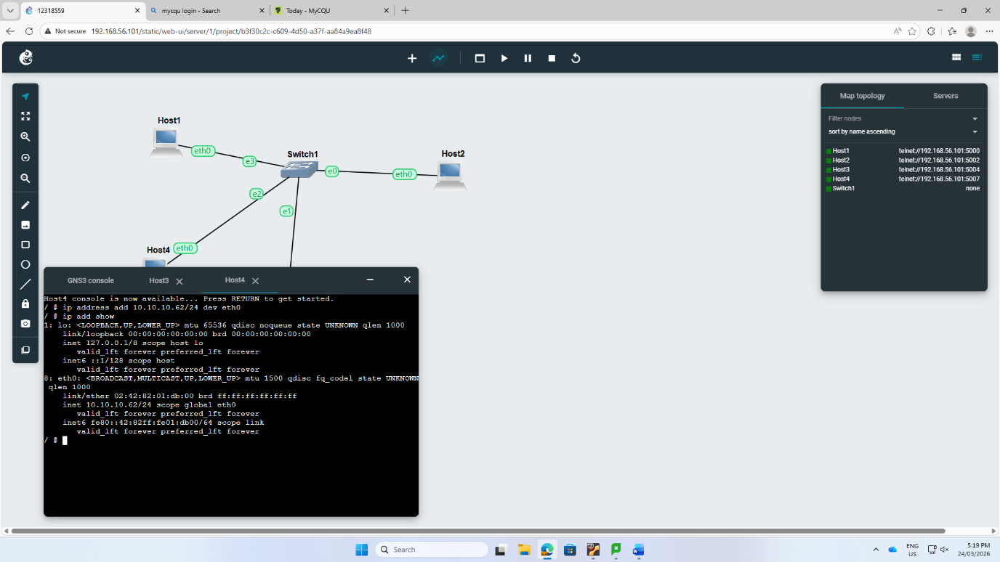 12318559
mycqu login - Search
Today - MyCQU
Not secure
192.168.56.101/static/web-ui/server/1/project/b3f30c2c-c609-4d50-a37f-aa84a9ea8f48
Map topology
Servers
Filter nodes
sort by name ascending
Host1 telnet://192.168.56.101:5000
Host2 telnet://192.168.56.101:5002
Host3 telnet://192.168.56.101:5004
Host4 telnet://192.168.56.101:5007
Switch1 none
Host1
eth0
e3
Switch1
e0
eth0
Host2
e2
e1
Host4
eth0
GNS3 console
Host3
Host4
Host4 console is now available... Press RETURN to get started.
/ # ip address add 10.10.10.62/24 dev eth0
/ # ip add show
1: lo: <LOOPBACK,UP,LOWER_UP> mtu 65536 qdisc noqueue state UNKNOWN qlen 1000
link/loopback 00:00:00:00:00:00 brd 00:00:00:00:00:00
inet 127.0.0.1/8 scope host lo
valid_lft forever preferred_lft forever
inet6 ::1/128 scope host
valid_lft forever preferred_lft forever
8: eth0: <BROADCAST,MULTICAST,UP,LOWER_UP> mtu 1500 qdisc fq_codel state UNKNOWN
qlen 1000
link/ether 02:42:82:01:db:00 brd ff:ff:ff:ff:ff:ff
inet 10.10.10.62/24 scope global eth0
valid_lft forever preferred_lft forever
inet6 fe80::42:82ff:fe01:db00/64 scope link
valid_lft forever preferred_lft forever
/ #
Search
ENG
US
5:19 PM
24/03/2026